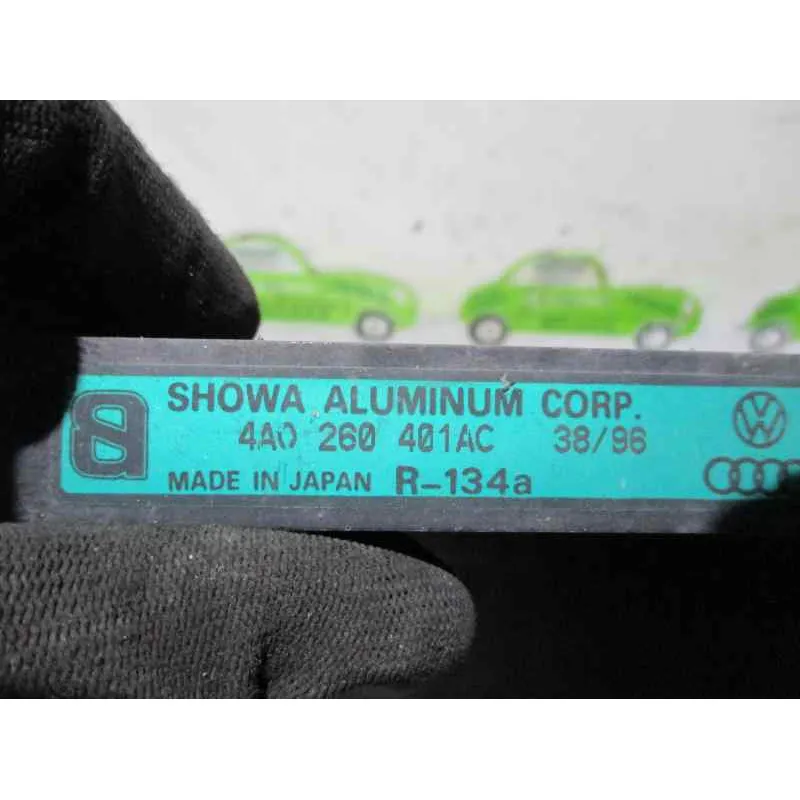 SHOWA ALUMINUM CORP.
4A0 260 401AC 38/96
MADE IN JAPAN R-134a